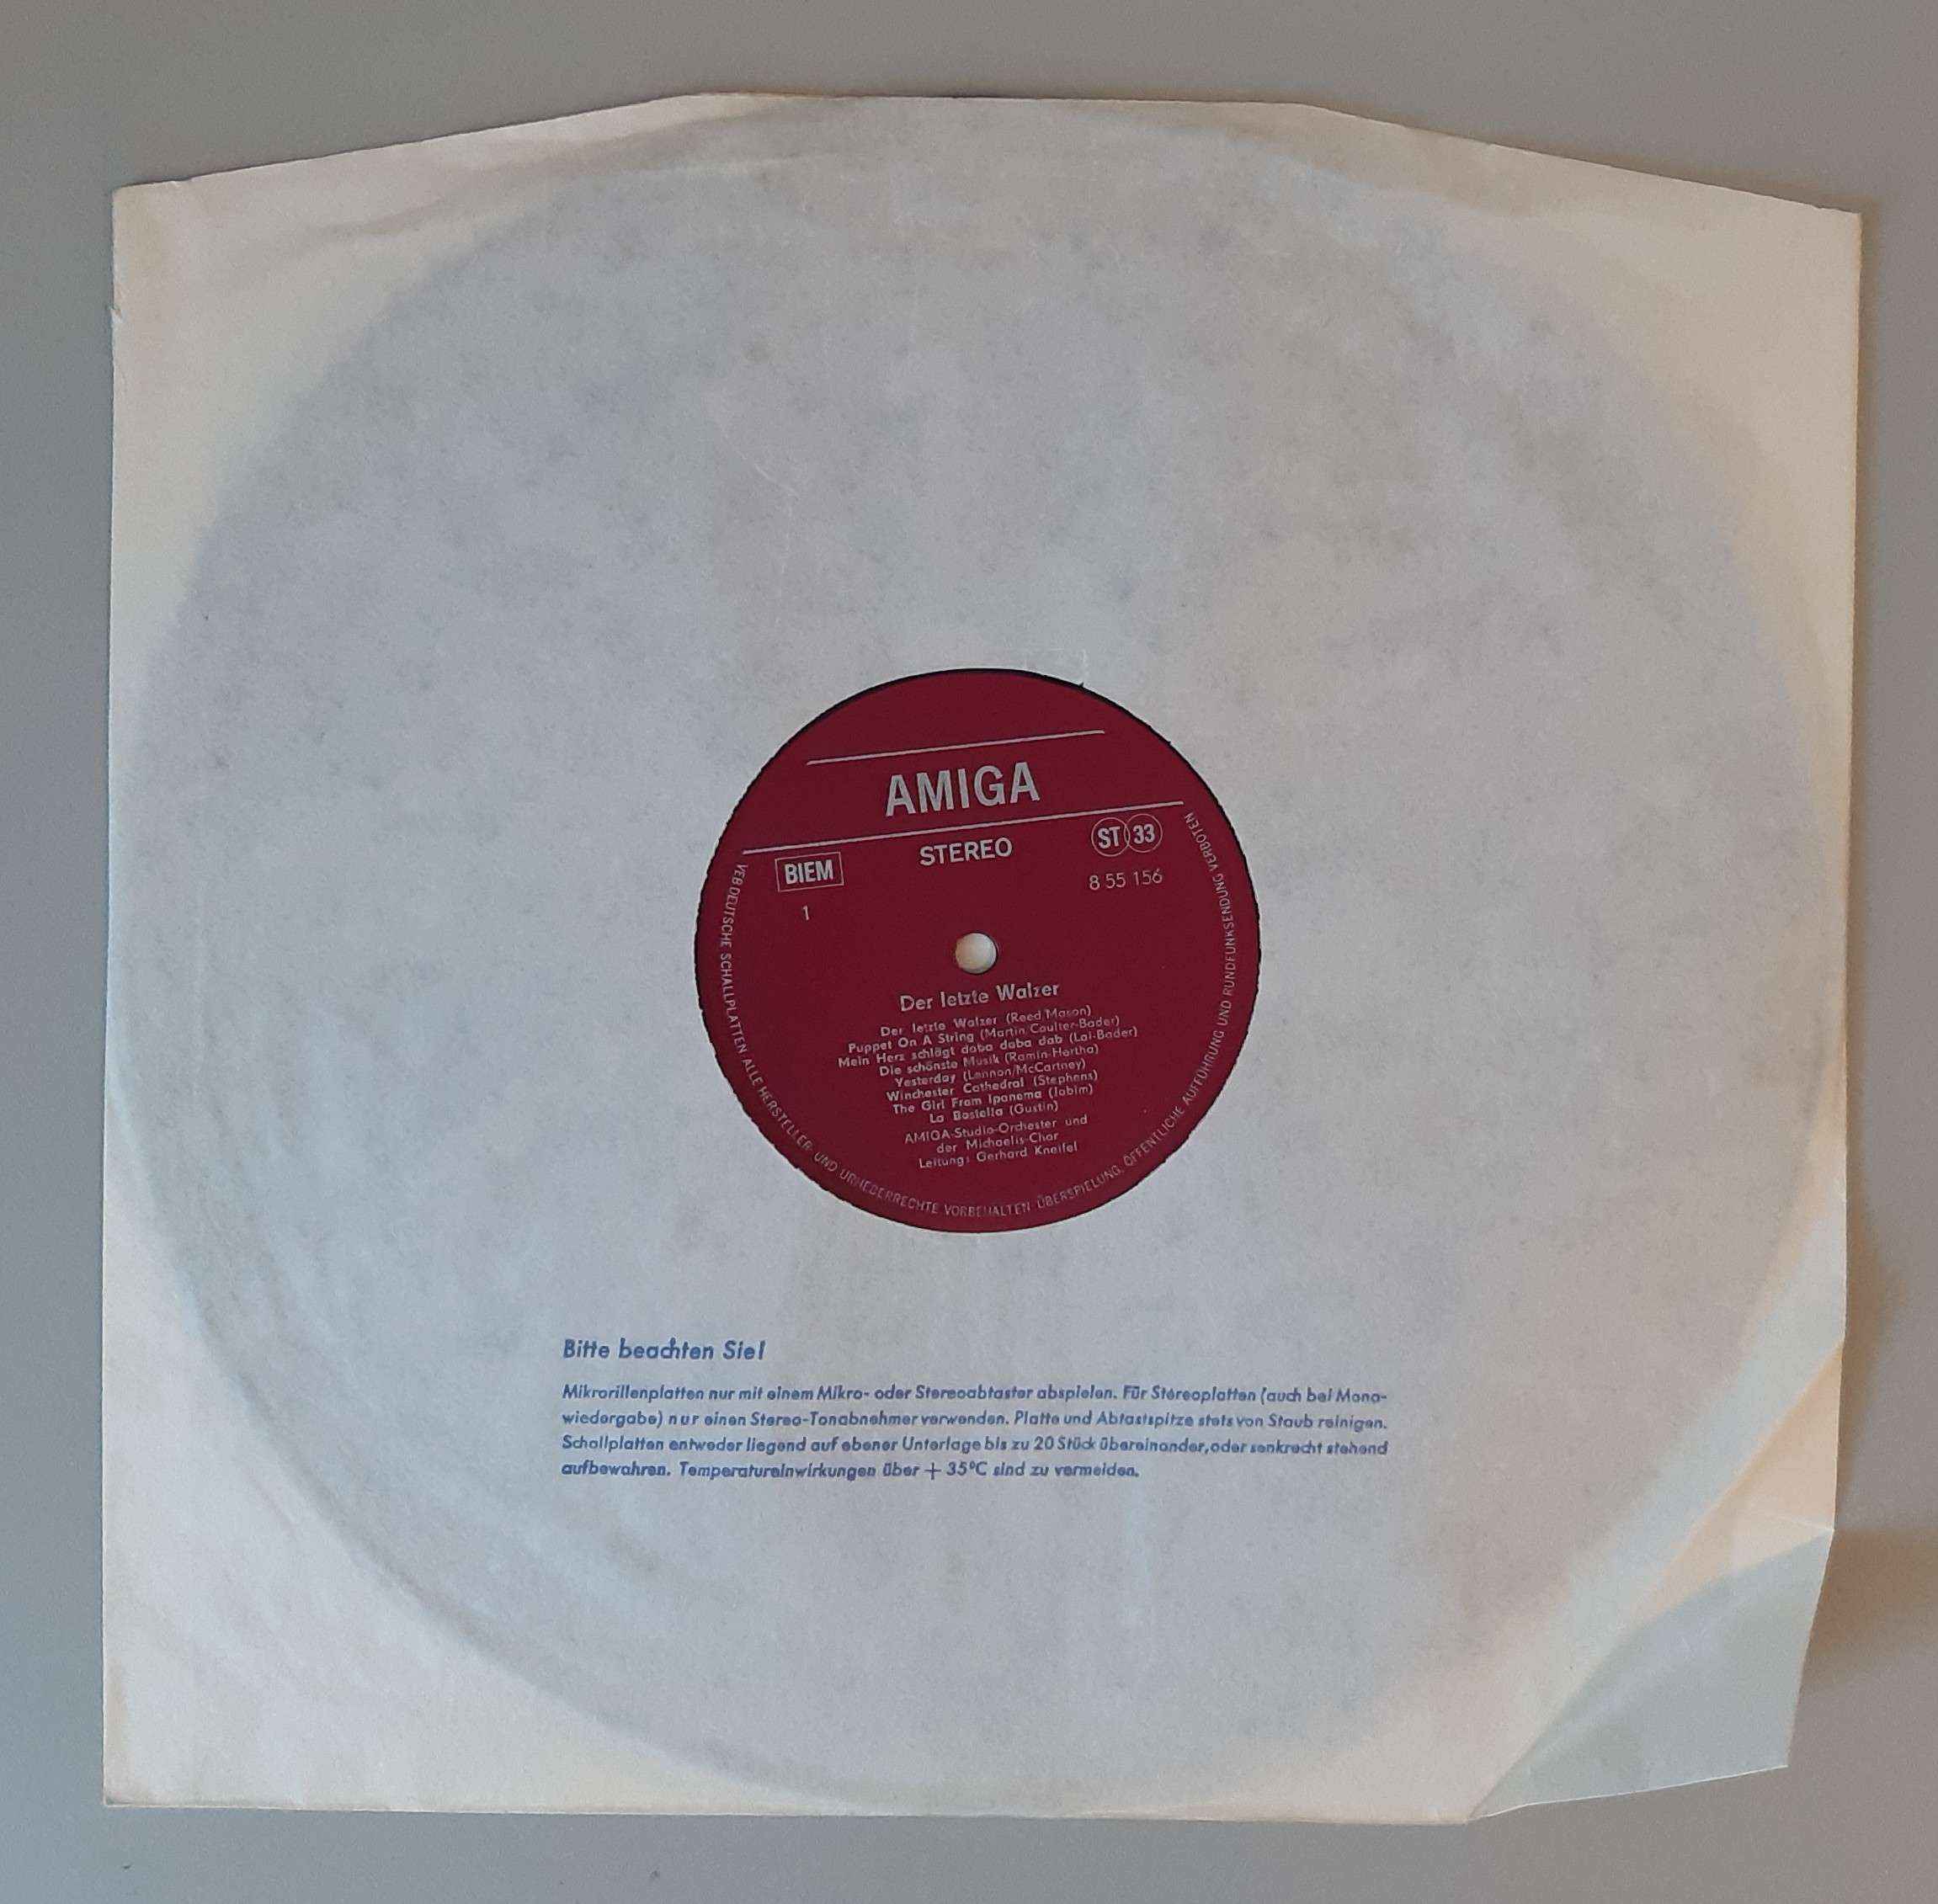 AMIGA
STEREO
ST 33
BIEM
8 55 156
1
Der letzte Walzer
Der letzte Walzer (Reed/Mason)
Puppet On A String (Martin/Coulter-Bader)
Mein Herz schlägt daba daba dab (Lai-Bader)
Die schönste Musik (Ramin-Hertha)
Yesterday (Lennon/McCartney)
Winchester Cathedral (Stephens)
The Girl From Ipanema (Jobim)
La Bostella (Gustin)
AMIGA-Studio-Orchester und
der Michaelis-Chor
Leitung: Gerhard Kneifel
VEB DEUTSCHE SCHALLPLATTEN · ALLE HERSTELLER- UND URHEBERRECHTE VORBEHALTEN · ÜBERSPIELUNG, ÖFFENTLICHE AUFFÜHRUNG UND RUNDFUNKSENDUNG VERBOTEN
Bitte beachten Sie!
Mikrorillenplatten nur mit einem Mikro- oder Stereoabtaster abspielen. Für Stereoplatten (auch bei Mono-
wiedergabe) nur einen Stereo-Tonabnehmer verwenden. Platte und Abtastspitze stets von Staub reinigen.
Schallplatten entweder liegend auf ebener Unterlage bis zu 20 Stück übereinander, oder senkrecht stehend
aufbewahren. Temperatureinwirkungen über + 35°C sind zu vermeiden.